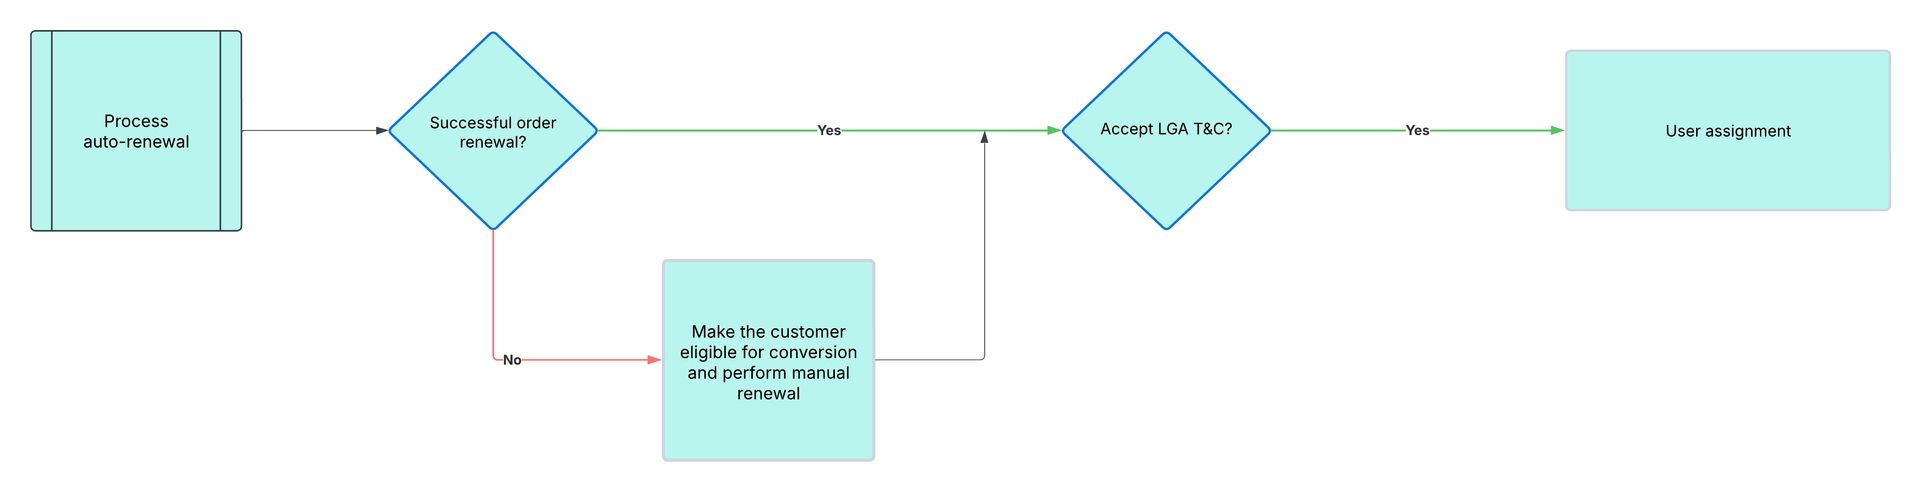 Process
auto-renewal
Successful order
renewal?
Yes
Accept LGA T&C?
Yes
User assignment
No
Make the customer
eligible for conversion
and perform manual
renewal